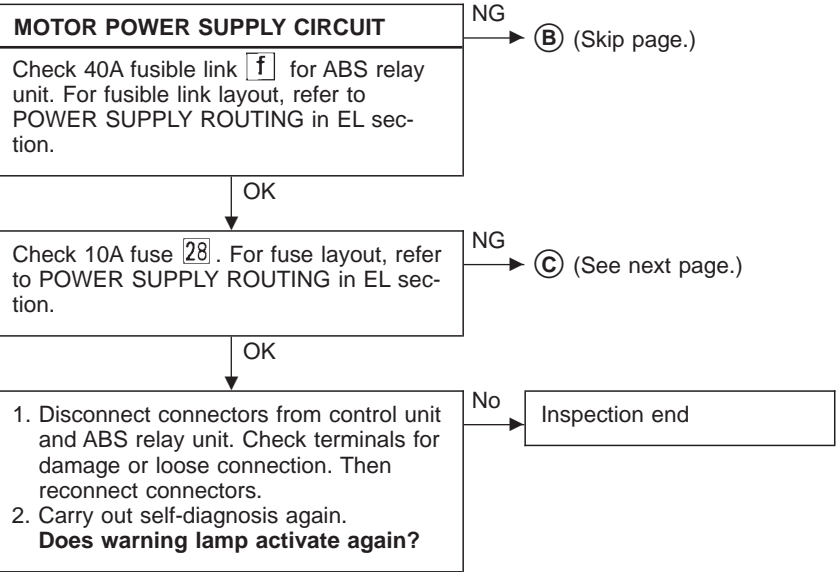 MOTOR POWER SUPPLY CIRCUIT
Check 40A fusible link f for ABS relay
unit. For fusible link layout, refer to
POWER SUPPLY ROUTING in EL sec-
tion.
NG
B (Skip page.)
OK
Check 10A fuse 28 . For fuse layout, refer
to POWER SUPPLY ROUTING in EL sec-
tion.
NG
C (See next page.)
OK
1. Disconnect connectors from control unit
and ABS relay unit. Check terminals for
damage or loose connection. Then
reconnect connectors.
2. Carry out self-diagnosis again.
Does warning lamp activate again?
No
Inspection end